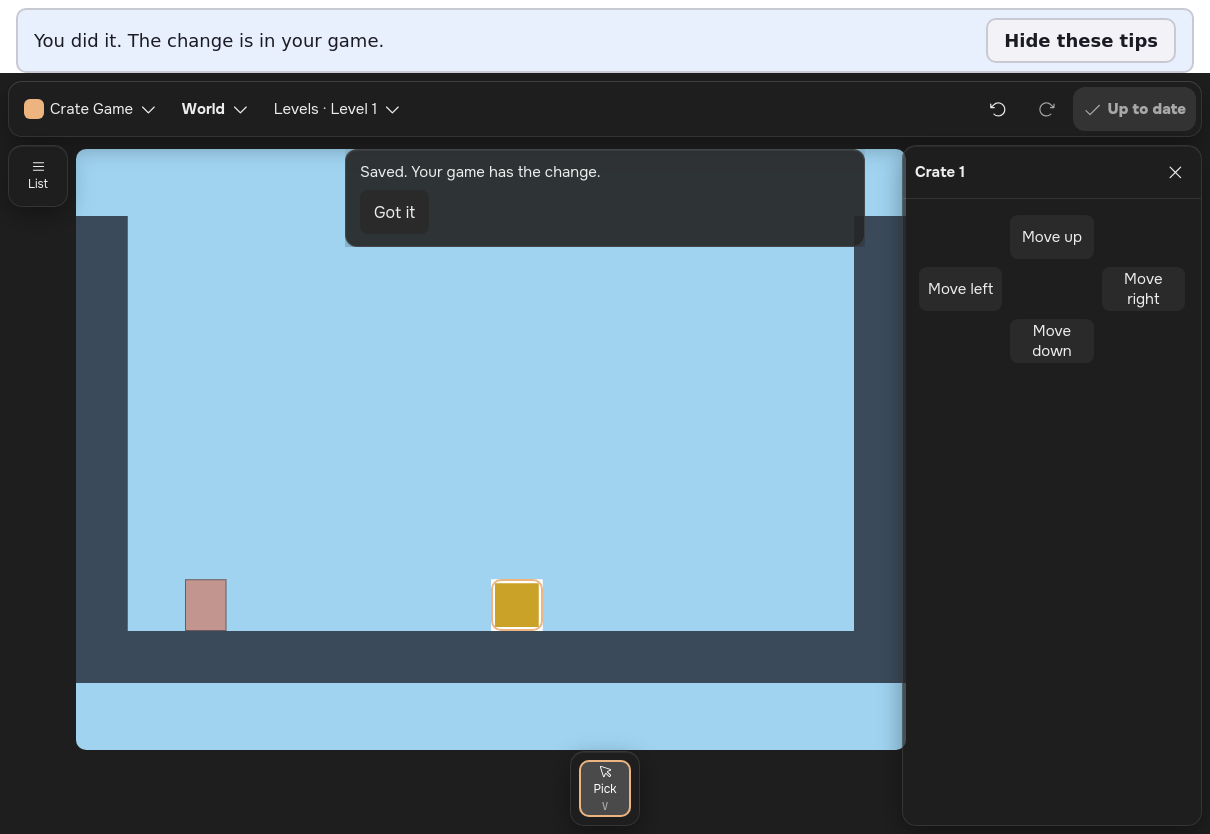 You did it. The change is in your game.
Hide these tips
Crate Game
World
Levels · Level 1
Up to date
List
Saved. Your game has the change.
Got it
Crate 1
Move up
Move left
Move
right
Move
down
Pick
V